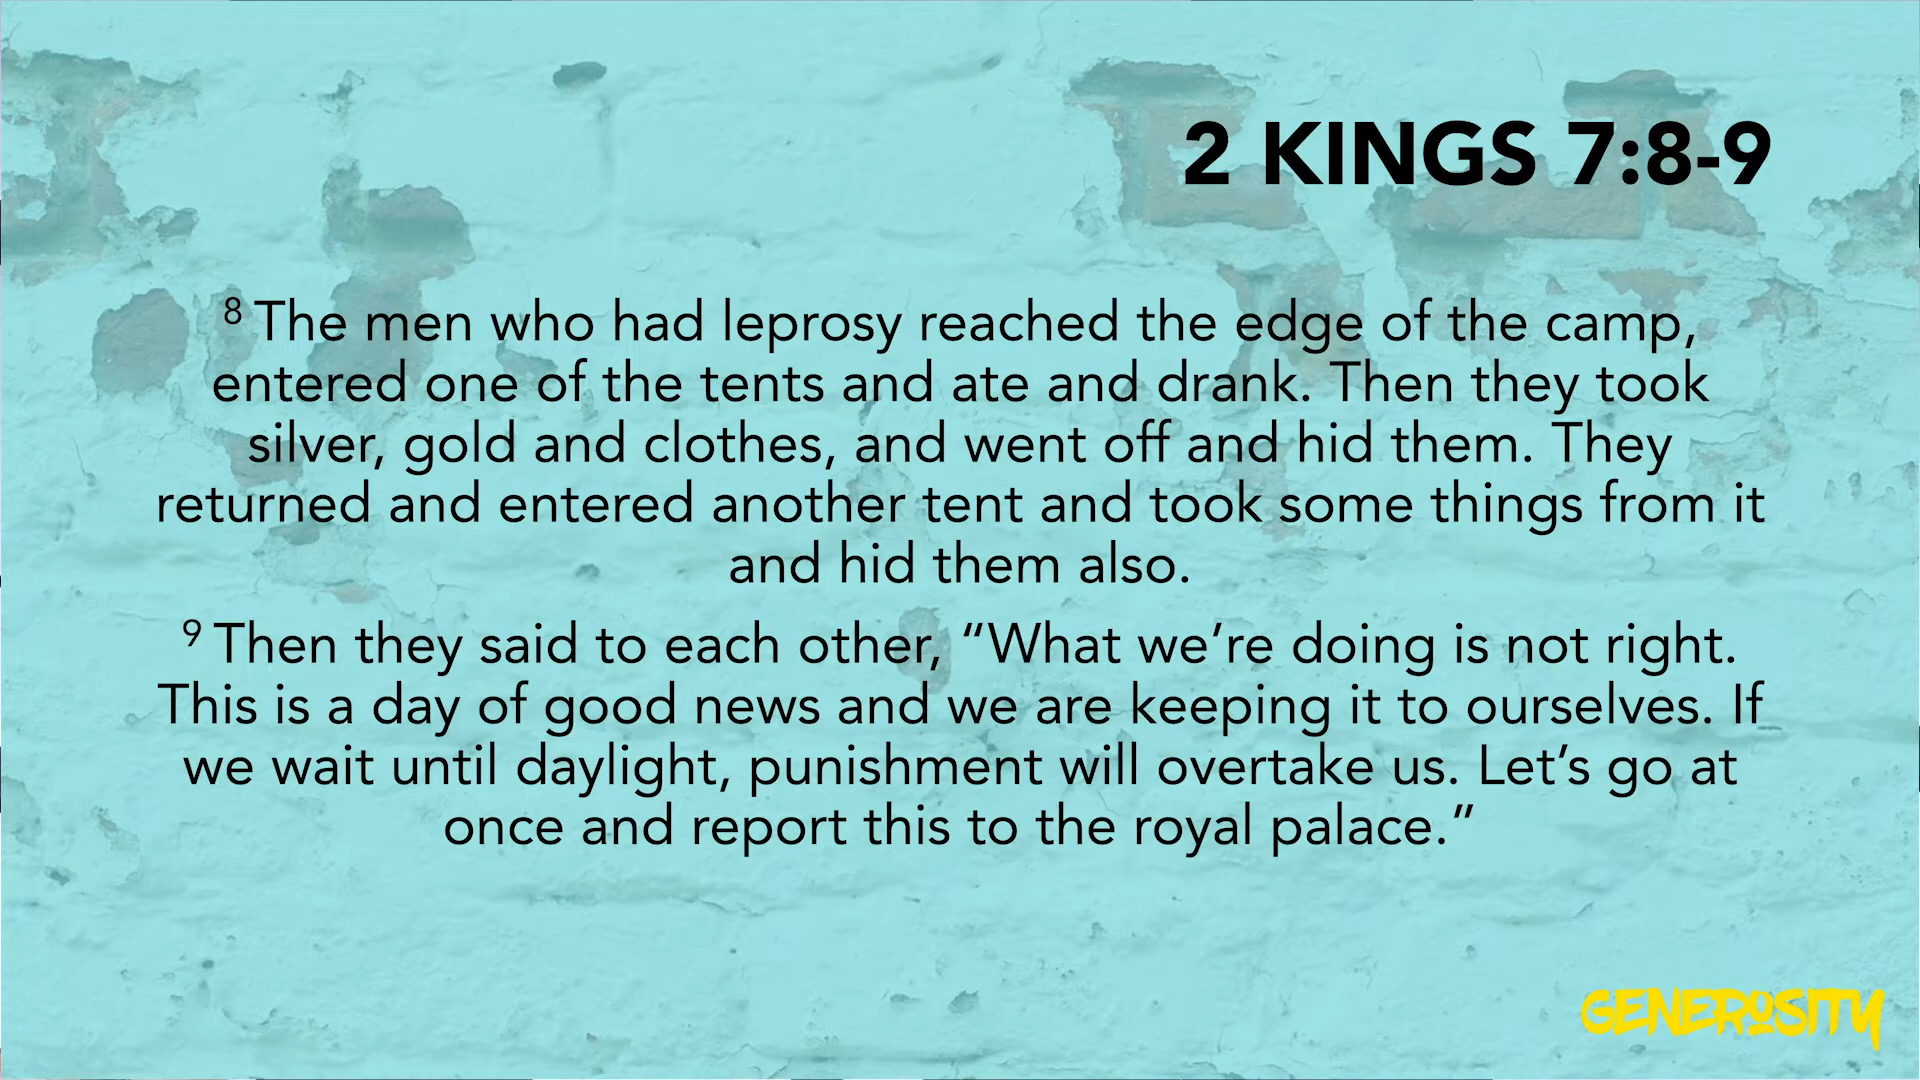 2 KINGS 7:8-9
8 The men who had leprosy reached the edge of the camp,
entered one of the tents and ate and drank. Then they took
silver, gold and clothes, and went off and hid them. They
returned and entered another tent and took some things from it
and hid them also.
9 Then they said to each other, “What we’re doing is not right.
This is a day of good news and we are keeping it to ourselves. If
we wait until daylight, punishment will overtake us. Let’s go at
once and report this to the royal palace.”
GENEROSITY